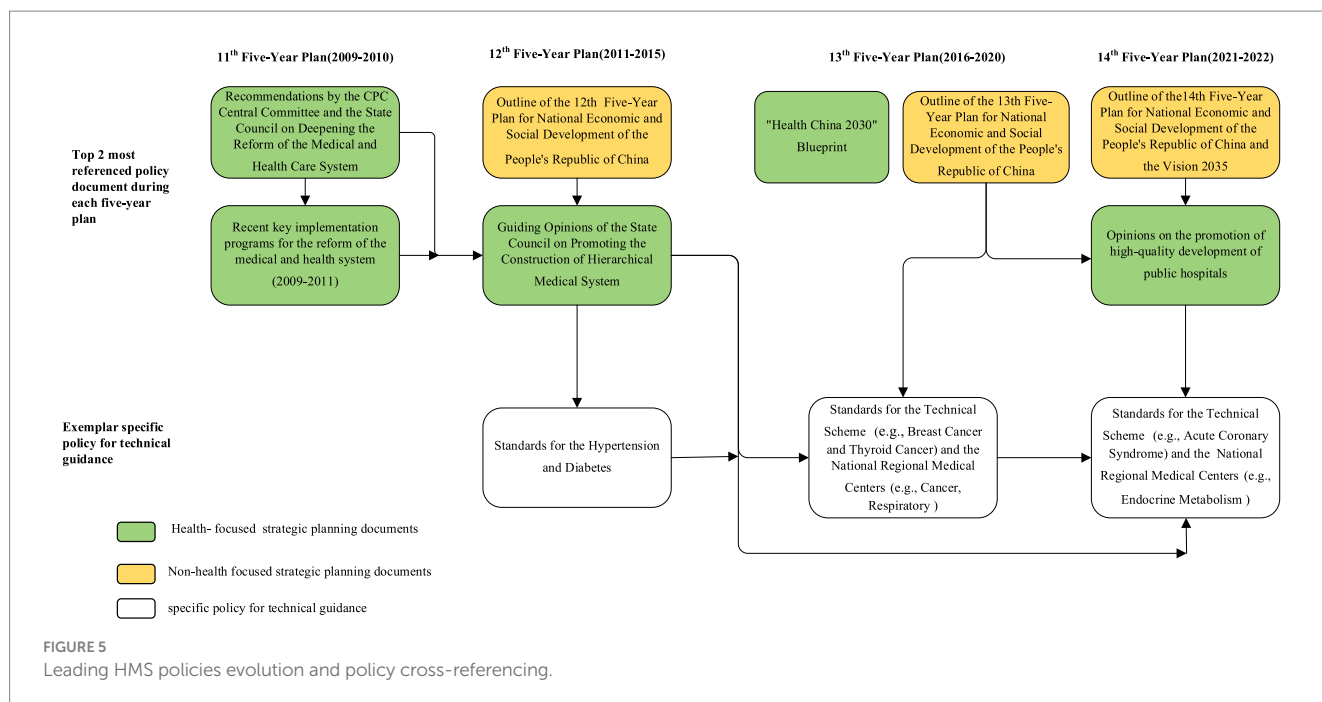 11th Five-Year Plan(2009-2010)
12th Five-Year Plan(2011-2015)
13th Five-Year Plan(2016-2020)
14th Five-Year Plan(2021-2022)
Top 2 most
referenced policy
document during
each five-year
plan
Recommendations by the CPC
Central Committee and the State
Council on Deepening the
Reform of the Medical and
Health Care System
Outline of the 12th Five-Year
Plan for National Economic and
Social Development of the
People's Republic of China
"Health China 2030"
Blueprint
Outline of the 13th Five-
Year Plan for National
Economic and Social
Development of the People's
Republic of China
Outline of the14th Five-Year
Plan for National Economic and
Social Development of the
People's Republic of China and
the Vision 2035
Recent key implementation
programs for the reform of the
medical and health system
(2009-2011)
Guiding Opinions of the State
Council on Promoting the
Construction of Hierarchical
Medical System
Opinions on the promotion of
high-quality development of
public hospitals
Exemplar specific
policy for technical
guidance
Standards for the Hypertension
and Diabetes
Standards for the Technical
Scheme (e.g., Breast Cancer
and Thyroid Cancer) and the
National Regional Medical
Centers (e.g., Cancer,
Respiratory )
Standards for the Technical
Scheme (e.g., Acute Coronary
Syndrome) and the National
Regional Medical Centers (e.g.,
Endocrine Metabolism )
Health- focused strategic planning documents
Non-health focused strategic planning documents
specific policy for technical guidance
FIGURE 5
Leading HMS policies evolution and policy cross-referencing.